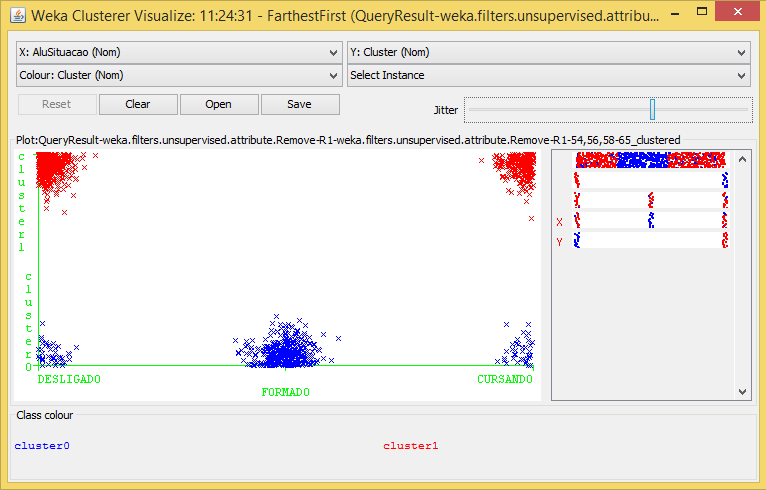 Weka Clusterer Visualize: 11:24:31 - FarthestFirst (QueryResult-weka.filters.unsupervised.attribu...
X: AluSituacao (Nom)
Y: Cluster (Nom)
Colour: Cluster (Nom)
Select Instance
Reset
Clear
Open
Save
Jitter
Plot:QueryResult-weka.filters.unsupervised.attribute.Remove-R1-weka.filters.unsupervised.attribute.Remove-R1-54,56,58-65_clustered
cluster1
cluster0
DESLIGADO
FORMADO
CURSANDO
X
Y
Class colour
cluster0
cluster1